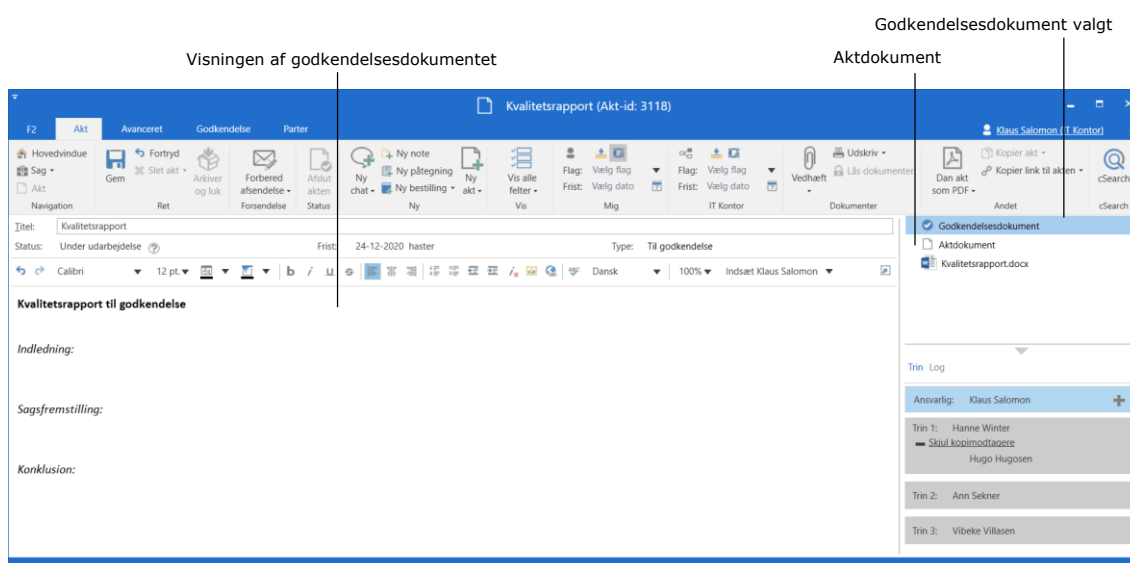 Godkendelsesdokument valgt
Visningen af godkendelsesdokumentet
Aktdokument
Kvalitetsrapport (Akt-id: 3118)
F2 Akt Avanceret Godkendelse Parter
Klaus Salomon (IT Kontor)
Hovedvindue
Sag
Akt
Navigation
Gem
Fortryd
Slet akt
Arkiver og luk
Ret
Forbered afsendelse
Forsendelse
Afslut akten
Status
Ny chat
Ny note
Ny påtegning
Ny bestilling
Ny akt
Ny
Vis alle felter
Vis
Flag: Vælg flag
Frist: Vælg dato
Mig
Flag: Vælg flag
Frist: Vælg dato
IT Kontor
Vedhæft
Udskriv
Lås dokumenter
Dokumenter
Dan akt som PDF
Kopier akt
Kopier link til akten
Andet
cSearch
cSearch
Titel: Kvalitetsrapport
Status: Under udarbejdelse Frist: 24-12-2020 haster Type: Til godkendelse
Calibri 12 pt. b i u s Dansk 100% Indsæt Klaus Salomon
Kvalitetsrapport til godkendelse
Indledning:
Sagsfremstilling:
Konklusion:
Godkendelsesdokument
Aktdokument
Kvalitetsrapport.docx
Trin Log
Ansvarlig: Klaus Salomon
Trin 1: Hanne Winter
Skjul kopimodtagere
Hugo Hugosen
Trin 2: Ann Sekner
Trin 3: Vibeke Villasen